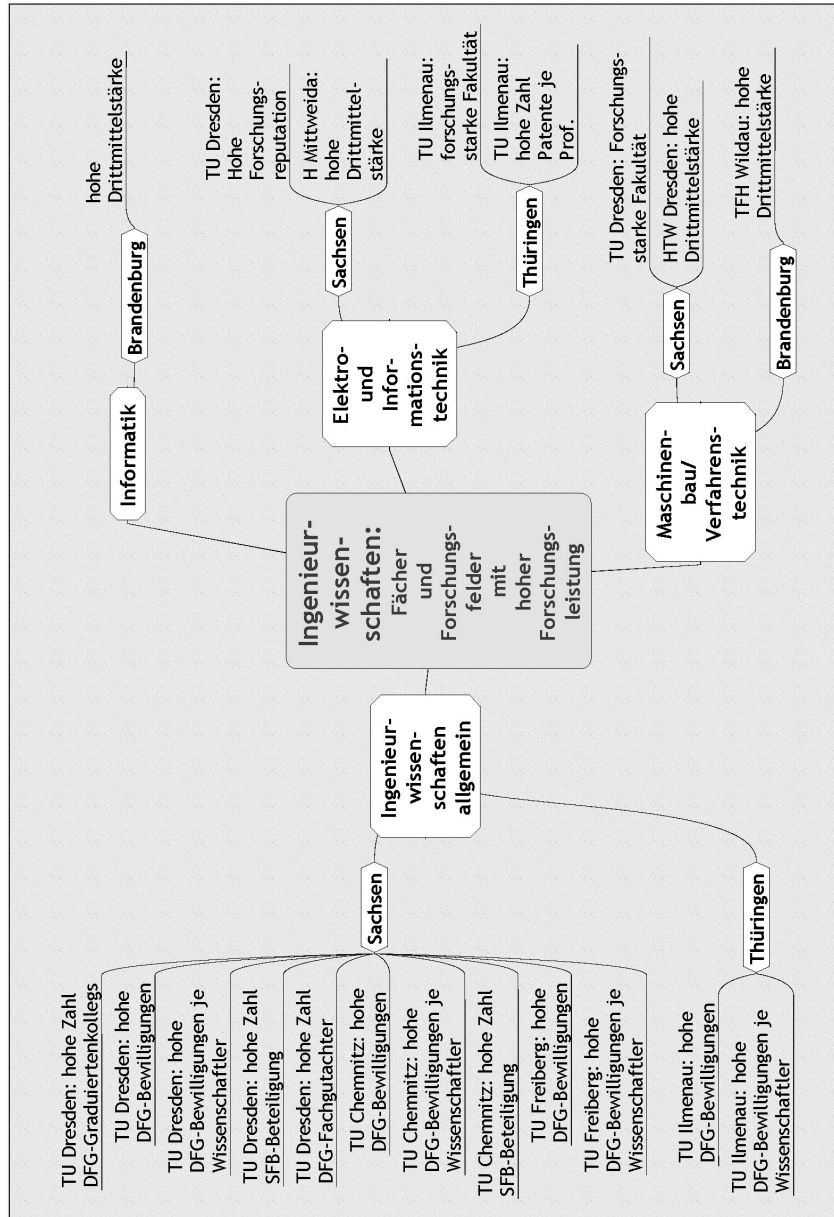 Ingenieur-
wissen-
schaften:
Fächer
und
Forschungs-
felder
mit
hoher
Forschungs-
leistung
Ingenieur-
wissen-
schaften
allgemein
Sachsen
TU Dresden: hohe Zahl
DFG-Graduiertenkollegs
TU Dresden: hohe
DFG-Bewilligungen
TU Dresden: hohe
DFG-Bewilligungen je
Wissenschaftler
TU Dresden: hohe Zahl
SFB-Beteiligung
TU Dresden: hohe Zahl
DFG-Fachgutachter
TU Chemnitz: hohe
DFG-Bewilligungen
TU Chemnitz: hohe
DFG-Bewilligungen je
Wissenschaftler
TU Chemnitz: hohe Zahl
SFB-Beteiligung
TU Freiberg: hohe
DFG-Bewilligungen
TU Freiberg: hohe
DFG-Bewilligungen je
Wissenschaftler
Thüringen
TU Ilmenau: hohe
DFG-Bewilligungen
TU Ilmenau: hohe
DFG-Bewilligungen je
Wissenschaftler
Informatik
Brandenburg
hohe
Drittmittelstärke
Elektro-
und
Infor-
mations-
technik
Sachsen
TU Dresden:
Hohe
Forschungs-
reputation
H Mittweida:
hohe
Drittmittel-
stärke
Thüringen
TU Ilmenau:
forschungs-
starke Fakultät
TU Ilmenau:
hohe Zahl
Patente je
Prof.
Maschinen-
bau/
Verfahrens-
technik
Sachsen
TU Dresden: Forschungs-
starke Fakultät
HTW Dresden: hohe
Drittmittelstärke
Brandenburg
TFH Wildau: hohe
Drittmittelstärke